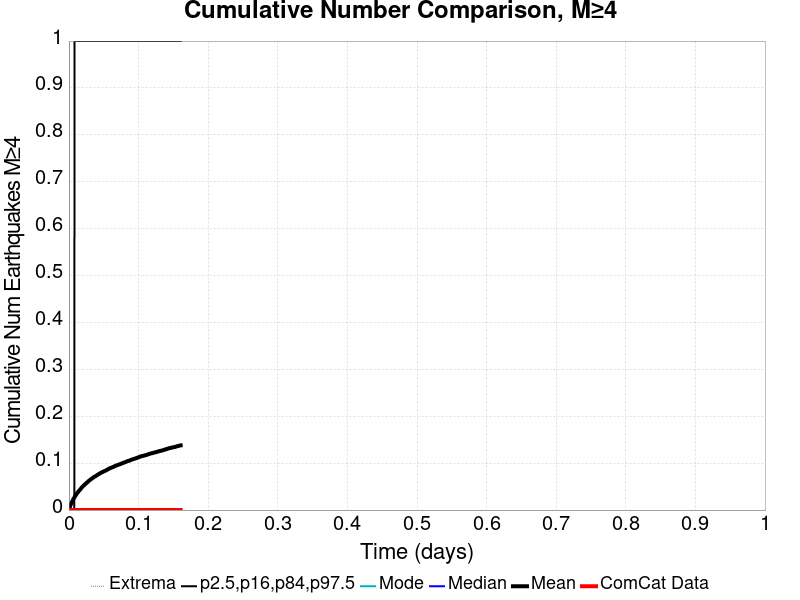 Cumulative Number Comparison, M≥4
Cumulative Num Earthquakes M≥4
1
0.9
0.8
0.7
0.6
0.5
0.4
0.3
0.2
0.1
0
0 0.1 0.2 0.3 0.4 0.5 0.6 0.7 0.8 0.9 1
Time (days)
Extrema p2.5,p16,p84,p97.5 Mode Median Mean ComCat Data